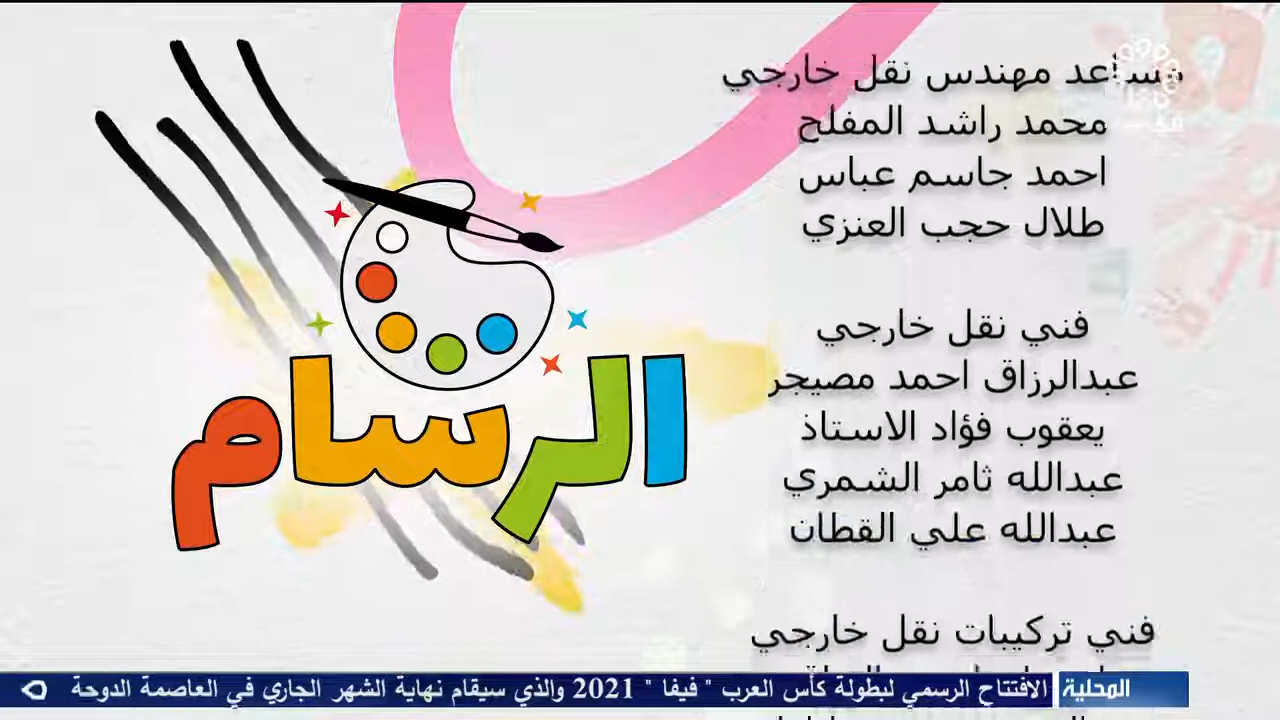 مساعد مهندس نقل خارجي
محمد راشد المفلح
احمد جاسم عباس
طلال حجب العنزي
فني نقل خارجي
عبدالرزاق احمد مصيجر
يعقوب فؤاد الاستاذ
عبدالله ثامر الشمري
عبدالله علي القطان
فني تركيبات نقل خارجي
الرسام
المحلية
الافتتاح الرسمي لبطولة كأس العرب " فيفا " 2021 والذي سيقام نهاية الشهر الجاري في العاصمة الدوحة